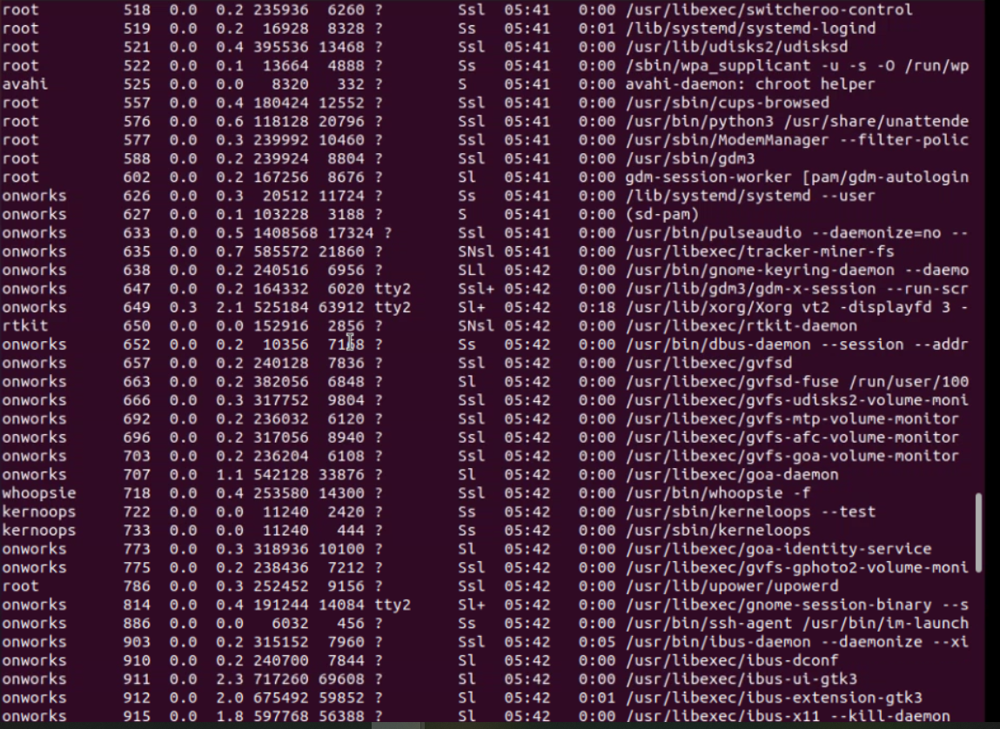 root 518 0.0 0.2 235936 6260 ? Ssl 05:41 0:00 /usr/libexec/switcheroo-control
root 519 0.0 0.2 16928 8328 ? Ss 05:41 0:01 /lib/systemd/systemd-logind
root 521 0.0 0.4 395536 13468 ? Ssl 05:41 0:00 /usr/lib/udisks2/udisksd
root 522 0.0 0.1 13664 4888 ? Ss 05:41 0:00 /sbin/wpa_supplicant -u -s -O /run/wp
avahi 525 0.0 0.0 8320 332 ? S 05:41 0:00 avahi-daemon: chroot helper
root 557 0.0 0.4 180424 12552 ? Ssl 05:41 0:00 /usr/sbin/cups-browsed
root 576 0.0 0.6 118128 20796 ? Ssl 05:41 0:00 /usr/bin/python3 /usr/share/unattende
root 577 0.0 0.3 239992 10460 ? Ssl 05:41 0:00 /usr/sbin/ModemManager --filter-polic
root 588 0.0 0.2 239924 8804 ? Ssl 05:41 0:00 /usr/sbin/gdm3
root 602 0.0 0.2 167256 8676 ? Sl 05:41 0:00 gdm-session-worker [pam/gdm-autologin
onworks 626 0.0 0.3 20512 11724 ? Ss 05:41 0:00 /lib/systemd/systemd --user
onworks 627 0.0 0.1 103228 3188 ? S 05:41 0:00 (sd-pam)
onworks 633 0.0 0.5 1408568 17324 ? Ssl 05:41 0:00 /usr/bin/pulseaudio --daemonize=no --
onworks 635 0.0 0.7 585572 21860 ? SNsl 05:41 0:00 /usr/libexec/tracker-miner-fs
onworks 638 0.0 0.2 240516 6956 ? SLl 05:42 0:00 /usr/bin/gnome-keyring-daemon --daemo
onworks 647 0.0 0.2 164332 6020 tty2 Ssl+ 05:42 0:00 /usr/lib/gdm3/gdm-x-session --run-scr
onworks 649 0.3 2.1 525184 63912 tty2 Sl+ 05:42 0:18 /usr/lib/xorg/Xorg vt2 -displayfd 3 -
rtkit 650 0.0 0.0 152916 2856 ? SNsl 05:42 0:00 /usr/libexec/rtkit-daemon
onworks 652 0.0 0.2 10356 ? Ss 05:42 0:00 /usr/bin/dbus-daemon --session --addr
onworks 657 0.0 0.2 240128 7836 ? Ssl 05:42 0:00 /usr/libexec/gvfsd
onworks 663 0.0 0.2 382056 6848 ? Sl 05:42 0:00 /usr/libexec/gvfsd-fuse /run/user/100
onworks 666 0.0 0.3 317752 9804 ? Ssl 05:42 0:00 /usr/libexec/gvfs-udisks2-volume-moni
onworks 692 0.0 0.2 236032 6120 ? Ssl 05:42 0:00 /usr/libexec/gvfs-mtp-volume-monitor
onworks 696 0.0 0.2 317056 8940 ? Ssl 05:42 0:00 /usr/libexec/gvfs-afc-volume-monitor
onworks 703 0.0 0.2 236204 6108 ? Ssl 05:42 0:00 /usr/libexec/gvfs-goa-volume-monitor
onworks 707 0.0 1.1 542128 33876 ? Sl 05:42 0:00 /usr/libexec/goa-daemon
whoopsie 718 0.0 0.4 253580 14300 ? Ssl 05:42 0:00 /usr/bin/whoopsie -f
kernoops 722 0.0 0.0 11240 2420 ? Ss 05:42 0:00 /usr/sbin/kerneloops --test
kernoops 733 0.0 0.0 11240 444 ? Ss 05:42 0:00 /usr/sbin/kerneloops
onworks 773 0.0 0.3 318936 10100 ? Sl 05:42 0:00 /usr/libexec/goa-identity-service
onworks 775 0.0 0.2 238436 7212 ? Ssl 05:42 0:00 /usr/libexec/gvfs-gphoto2-volume-moni
root 786 0.0 0.3 252452 9156 ? Ssl 05:42 0:00 /usr/lib/upower/upowerd
onworks 814 0.0 0.4 191244 14084 tty2 Sl+ 05:42 0:00 /usr/libexec/gnome-session-binary --s
onworks 886 0.0 0.0 6032 456 ? Ss 05:42 0:00 /usr/bin/ssh-agent /usr/bin/im-launch
onworks 903 0.0 0.2 315152 7960 ? Ssl 05:42 0:05 /usr/bin/ibus-daemon --daemonize --xi
onworks 910 0.0 0.2 240700 7844 ? Sl 05:42 0:00 /usr/libexec/ibus-dconf
onworks 911 0.0 2.3 717260 69608 ? Sl 05:42 0:00 /usr/libexec/ibus-ui-gtk3
onworks 912 0.0 2.0 675492 59852 ? Sl 05:42 0:01 /usr/libexec/ibus-extension-gtk3
onworks 915 0.0 1.8 597768 56388 ? Sl 05:42 0:00 /usr/libexec/ibus-x11 --kill-daemon